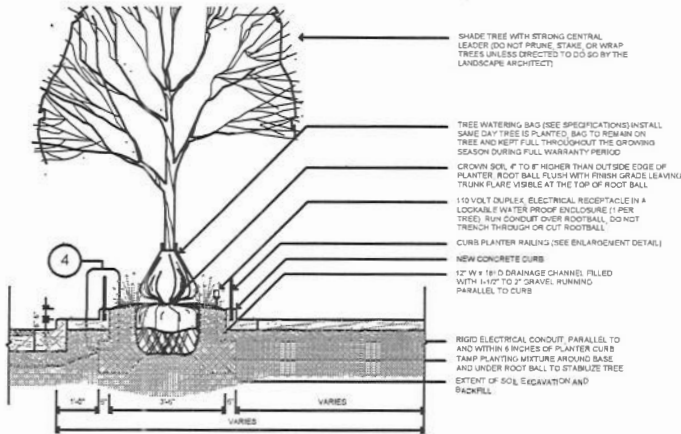 SHADE TREE WITH STRONG CENTRAL
LEADER (DO NOT PRUNE, STAKE, OR WRAP
TREES UNLESS DIRECTED TO DO SO BY THE
LANDSCAPE ARCHITECT)
TREE WATERING BAG (SEE SPECIFICATIONS) INSTALL
SAME DAY TREE IS PLANTED, BAG TO REMAIN ON
TREE AND KEPT FULL THROUGHOUT THE GROWING
SEASON DURING FULL WARRANTY PERIOD
CROWN SOIL, 4" TO 6" HIGHER THAN OUTSIDE EDGE OF
PLANTER, ROOT BALL FLUSH WITH FINISH GRADE LEAVING
TRUNK FLARE VISIBLE AT THE TOP OF ROOT BALL
110 VOLT DUPLEX, ELECTRICAL RECEPTACLE IN A
LOCKABLE WATER PROOF ENCLOSURE (1 PER
TREE) RUN CONDUIT OVER ROOTBALL, DO NOT
TRENCH THROUGH OR CUT ROOTBALL
CURB PLANTER RAILING (SEE ENLARGEMENT DETAIL)
NEW CONCRETE CURB
12" W x 18" D DRAINAGE CHANNEL FILLED
WITH 1-1/2" TO 2" GRAVEL RUNNING
PARALLEL TO CURB
4
RIGID ELECTRICAL CONDUIT, PARALLEL TO
AND WITHIN 6 INCHES OF PLANTER CURB
TAMP PLANTING MIXTURE AROUND BASE
AND UNDER ROOT BALL TO STABILIZE TREE
EXTENT OF SOIL EXCAVATION AND
BACKFILL
6" 6" VARIES
VARIES